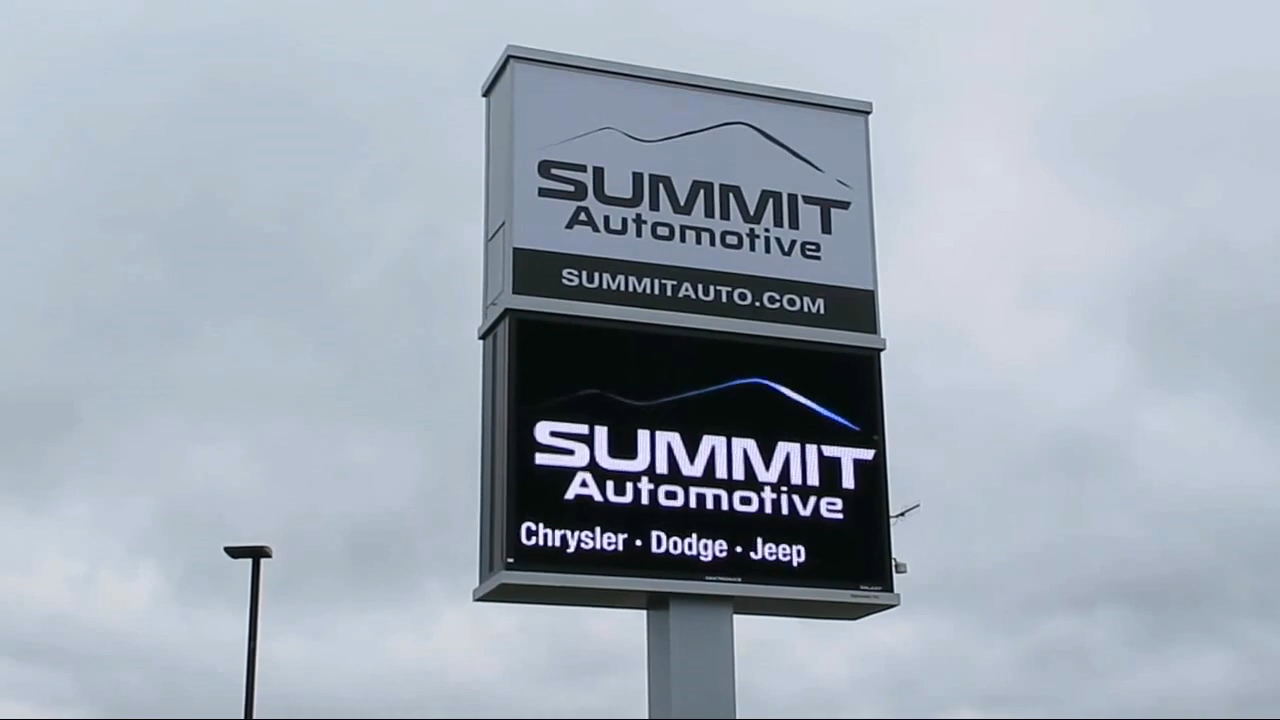 SUMMIT
Automotive
SUMMITAUTO.COM
SUMMIT
Automotive
Chrysler · Dodge · Jeep